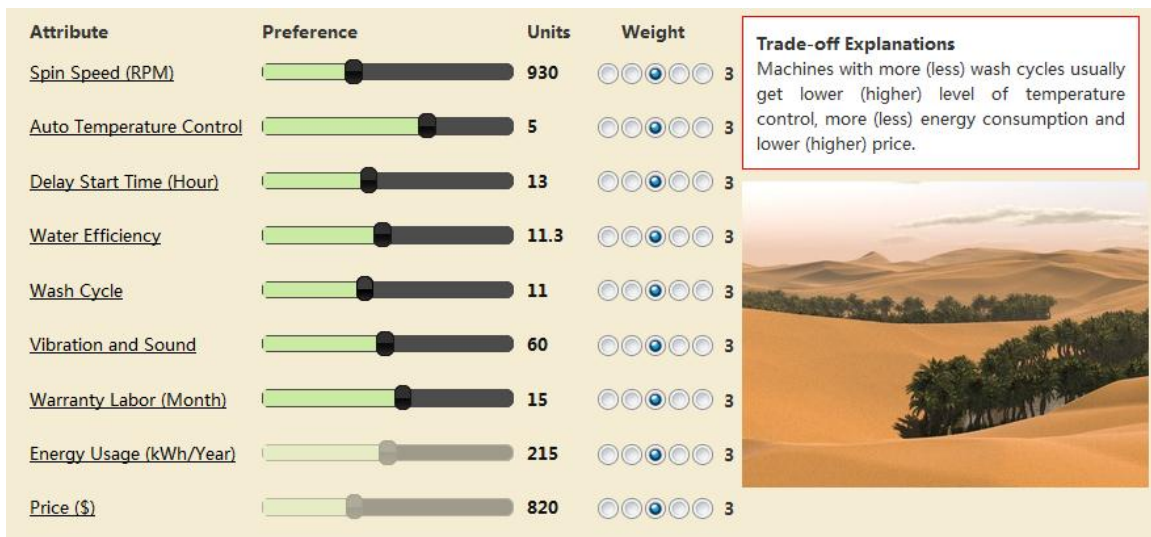 Attribute Preference Units Weight
Spin Speed (RPM) 930 3
Auto Temperature Control 5 3
Delay Start Time (Hour) 13 3
Water Efficiency 11.3 3
Wash Cycle 11 3
Vibration and Sound 60 3
Warranty Labor (Month) 15 3
Energy Usage (kWh/Year) 215 3
Price ($) 820 3
Trade-off Explanations
Machines with more (less) wash cycles usually
get lower (higher) level of temperature
control, more (less) energy consumption and
lower (higher) price.